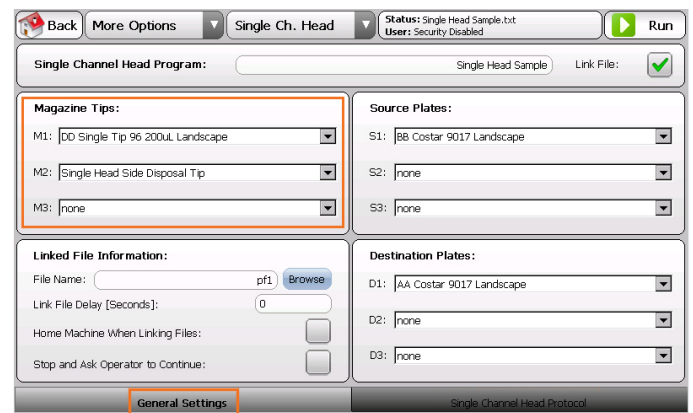 Back
More Options
Single Ch. Head
Status: Single Head Sample.txt
User: Security Disabled
Run
Single Channel Head Program:
Single Head Sample
Link File:
Magazine Tips:
M1: DD Single Tip 96 200uL Landscape
M2: Single Head Side Disposal Tip
M3: none
Source Plates:
S1: BB Costar 9017 Landscape
S2: none
S3: none
Linked File Information:
File Name: pf1 Browse
Link File Delay [Seconds]: 0
Home Machine When Linking Files:
Stop and Ask Operator to Continue:
Destination Plates:
D1: AA Costar 9017 Landscape
D2: none
D3: none
General Settings
Single Channel Head Protocol